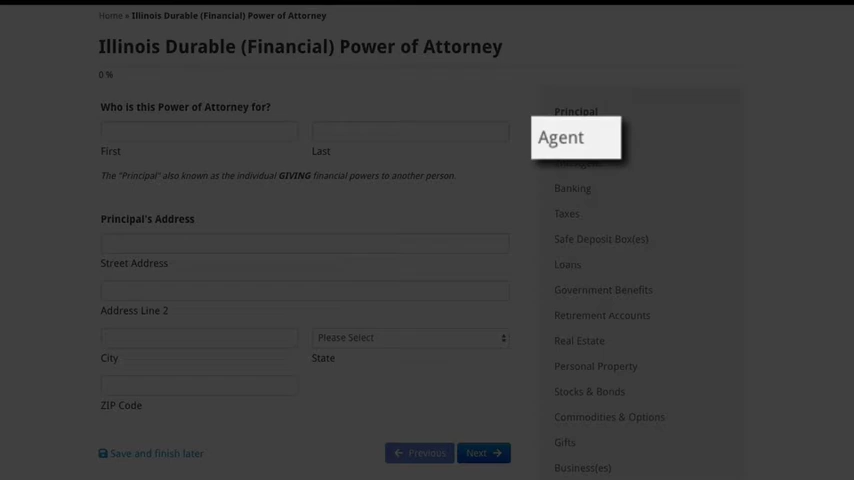 Home » Illinois Durable (Financial) Power of Attorney
Illinois Durable (Financial) Power of Attorney
0 %
Who is this Power of Attorney for?
First
Last
The "Principal" also known as the individual GIVING financial powers to another person.
Principal's Address
Street Address
Address Line 2
Please Select
City
State
ZIP Code
Save and finish later
Previous
Next
Principal
Agent
Banking
Taxes
Safe Deposit Box(es)
Loans
Government Benefits
Retirement Accounts
Real Estate
Personal Property
Stocks & Bonds
Commodities & Options
Gifts
Business(es)